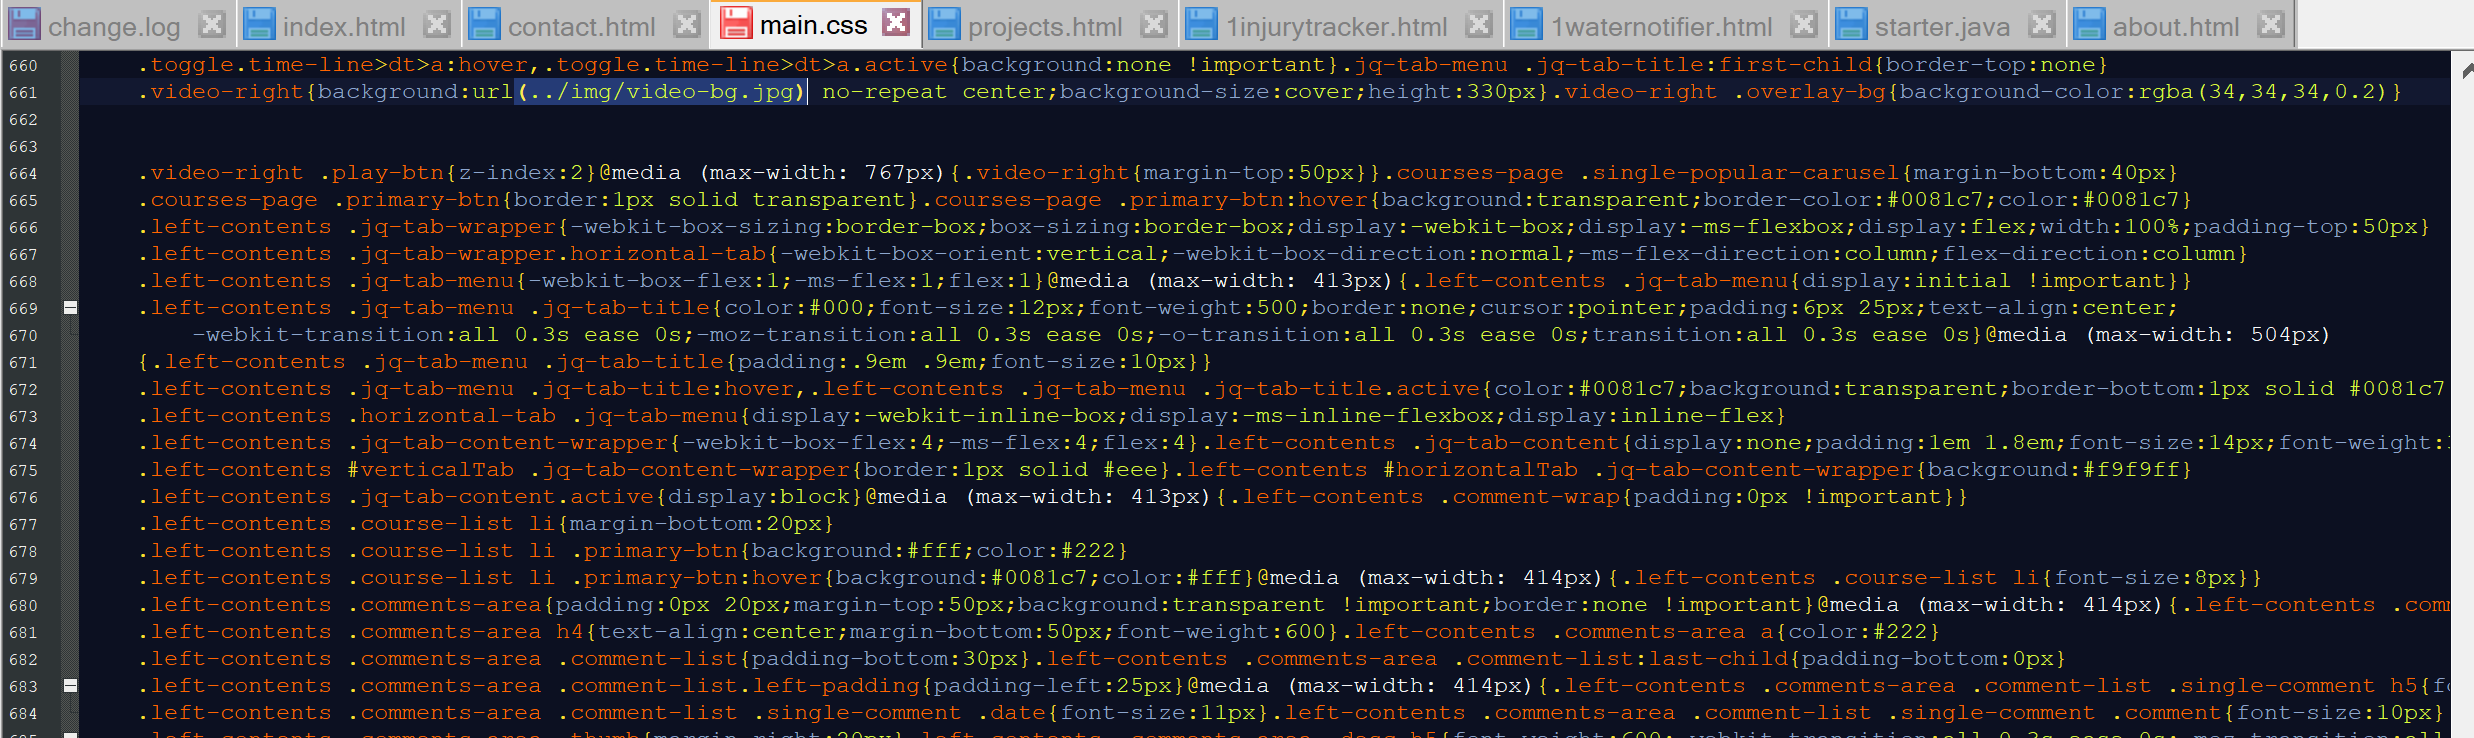 change.log index.html contact.html main.css projects.html 1injurytracker.html 1waternotifier.html starter.java about.html
660 .toggle.time-line>dt>a:hover,.toggle.time-line>dt>a.active{background:none !important}.jq-tab-menu .jq-tab-title:first-child{border-top:none}
661 .video-right{background:url(../img/video-bg.jpg) no-repeat center;background-size:cover;height:330px}.video-right .overlay-bg{background-color:rgba(34,34,34,0.2)}
662
663
664 .video-right .play-btn{z-index:2}@media (max-width: 767px){.video-right{margin-top:50px}}.courses-page .single-popular-carusel{margin-bottom:40px}
665 .courses-page .primary-btn{border:1px solid transparent}.courses-page .primary-btn:hover{background:transparent;border-color:#0081c7;color:#0081c7}
666 .left-contents .jq-tab-wrapper{-webkit-box-sizing:border-box;box-sizing:border-box;display:-webkit-box;display:-ms-flexbox;display:flex;width:100%;padding-top:50px}
667 .left-contents .jq-tab-wrapper.horizontal-tab{-webkit-box-orient:vertical;-webkit-box-direction:normal;-ms-flex-direction:column;flex-direction:column}
668 .left-contents .jq-tab-menu{-webkit-box-flex:1;-ms-flex:1;flex:1}@media (max-width: 413px){.left-contents .jq-tab-menu{display:initial !important}}
669 .left-contents .jq-tab-menu .jq-tab-title{color:#000;font-size:12px;font-weight:500;border:none;cursor:pointer;padding:6px 25px;text-align:center;
670 -webkit-transition:all 0.3s ease 0s;-moz-transition:all 0.3s ease 0s;-o-transition:all 0.3s ease 0s;transition:all 0.3s ease 0s}@media (max-width: 504px)
671 {.left-contents .jq-tab-menu .jq-tab-title{padding:.9em .9em;font-size:10px}}
672 .left-contents .jq-tab-menu .jq-tab-title:hover,.left-contents .jq-tab-menu .jq-tab-title.active{color:#0081c7;background:transparent;border-bottom:1px solid #0081c7
673 .left-contents .horizontal-tab .jq-tab-menu{display:-webkit-inline-box;display:-ms-inline-flexbox;display:inline-flex}
674 .left-contents .jq-tab-content-wrapper{-webkit-box-flex:4;-ms-flex:4;flex:4}.left-contents .jq-tab-content{display:none;padding:1em 1.8em;font-size:14px;font-weight:
675 .left-contents #verticalTab .jq-tab-content-wrapper{border:1px solid #eee}.left-contents #horizontalTab .jq-tab-content-wrapper{background:#f9f9ff}
676 .left-contents .jq-tab-content.active{display:block}@media (max-width: 413px){.left-contents .comment-wrap{padding:0px !important}}
677 .left-contents .course-list li{margin-bottom:20px}
678 .left-contents .course-list li .primary-btn{background:#fff;color:#222}
679 .left-contents .course-list li .primary-btn:hover{background:#0081c7;color:#fff}@media (max-width: 414px){.left-contents .course-list li{font-size:8px}}
680 .left-contents .comments-area{padding:0px 20px;margin-top:50px;background:transparent !important;border:none !important}@media (max-width: 414px){.left-contents .com
681 .left-contents .comments-area h4{text-align:center;margin-bottom:50px;font-weight:600}.left-contents .comments-area a{color:#222}
682 .left-contents .comments-area .comment-list{padding-bottom:30px}.left-contents .comments-area .comment-list:last-child{padding-bottom:0px}
683 .left-contents .comments-area .comment-list.left-padding{padding-left:25px}@media (max-width: 414px){.left-contents .comments-area .comment-list .single-comment h5{f
684 .left-contents .comments-area .comment-list .single-comment .date{font-size:11px}.left-contents .comments-area .comment-list .single-comment .comment{font-size:10px}